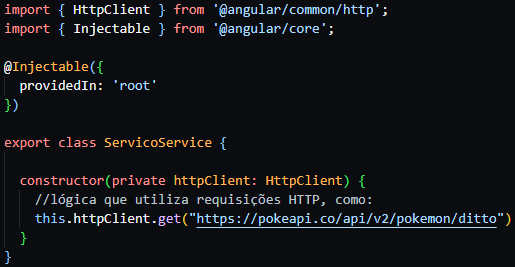 import { HttpClient } from '@angular/common/http';
import { Injectable } from '@angular/core';
@Injectable({
providedIn: 'root'
})
export class ServicoService {
constructor(private httpClient: HttpClient) {
//lógica que utiliza requisições HTTP, como:
this.httpClient.get("https://pokeapi.co/api/v2/pokemon/ditto")
}
}